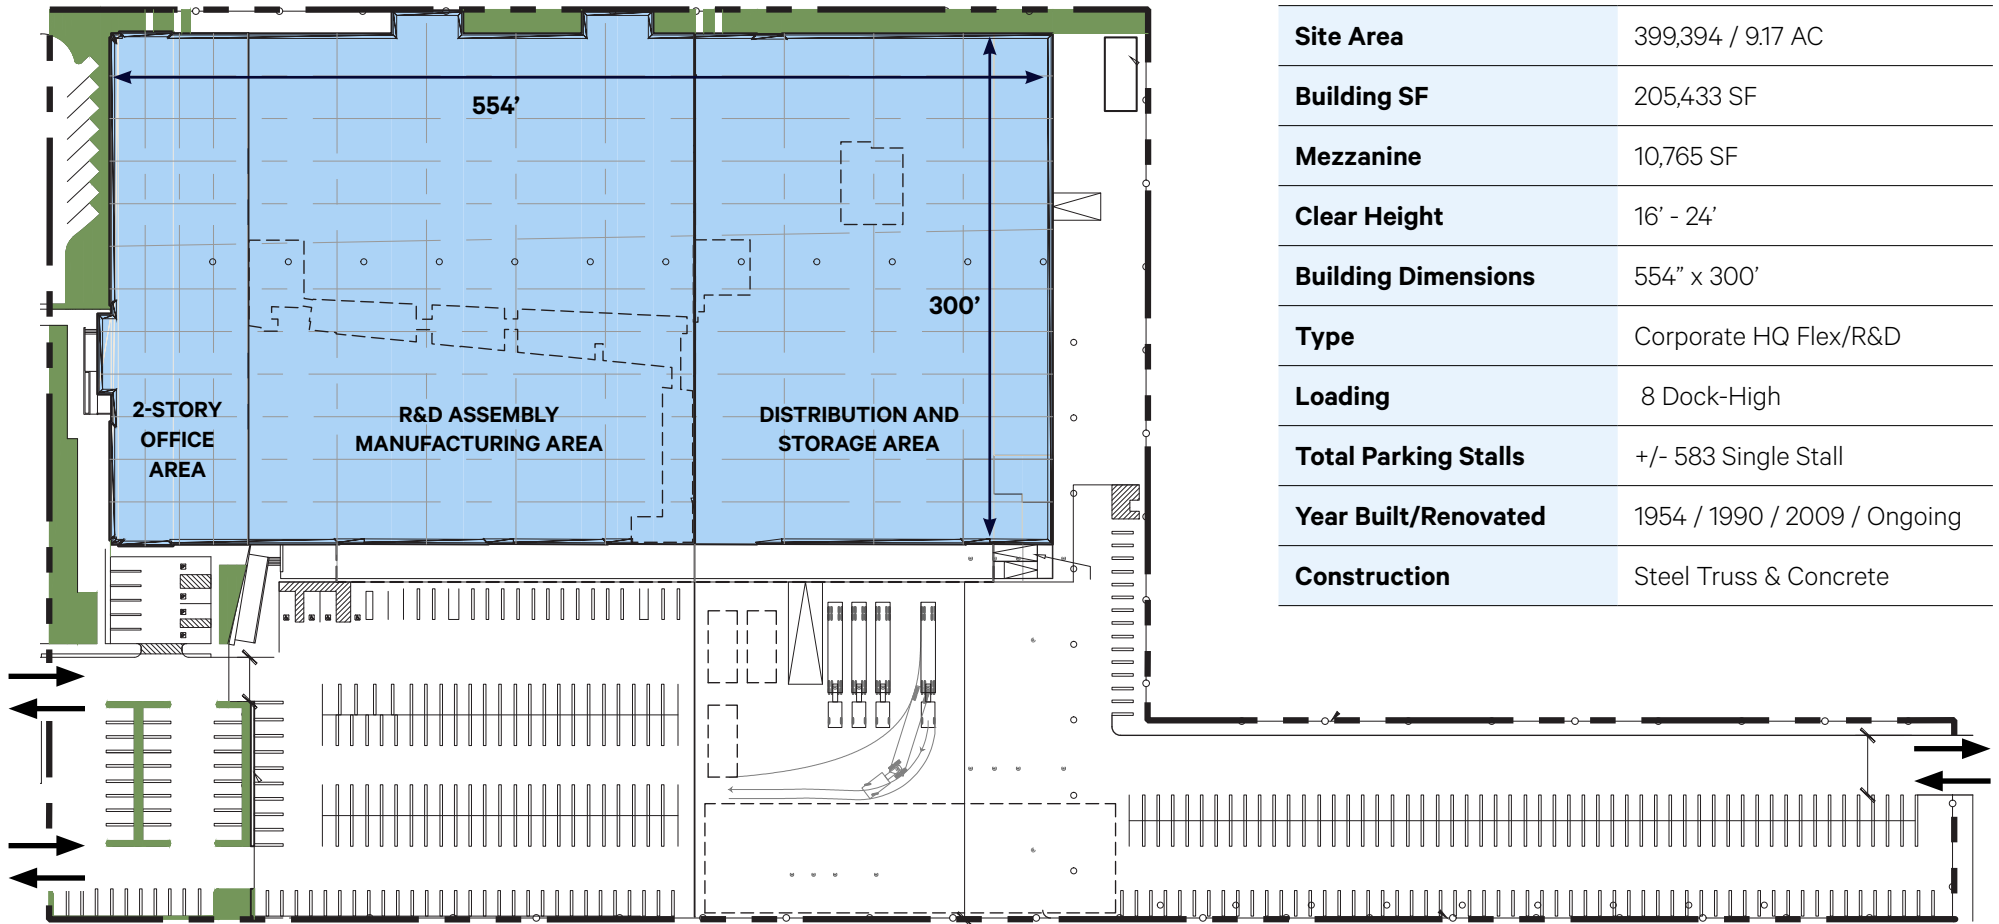 554’
300’
2-STORY
OFFICE
AREA
R&D ASSEMBLY
MANUFACTURING AREA
DISTRIBUTION AND
STORAGE AREA
Site Area 399,394 / 9.17 AC
Building SF 205,433 SF
Mezzanine 10,765 SF
Clear Height 16’ - 24’
Building Dimensions 554” x 300’
Type Corporate HQ Flex/R&D
Loading 8 Dock-High
Total Parking Stalls +/- 583 Single Stall
Year Built/Renovated 1954 / 1990 / 2009 / Ongoing
Construction Steel Truss & Concrete